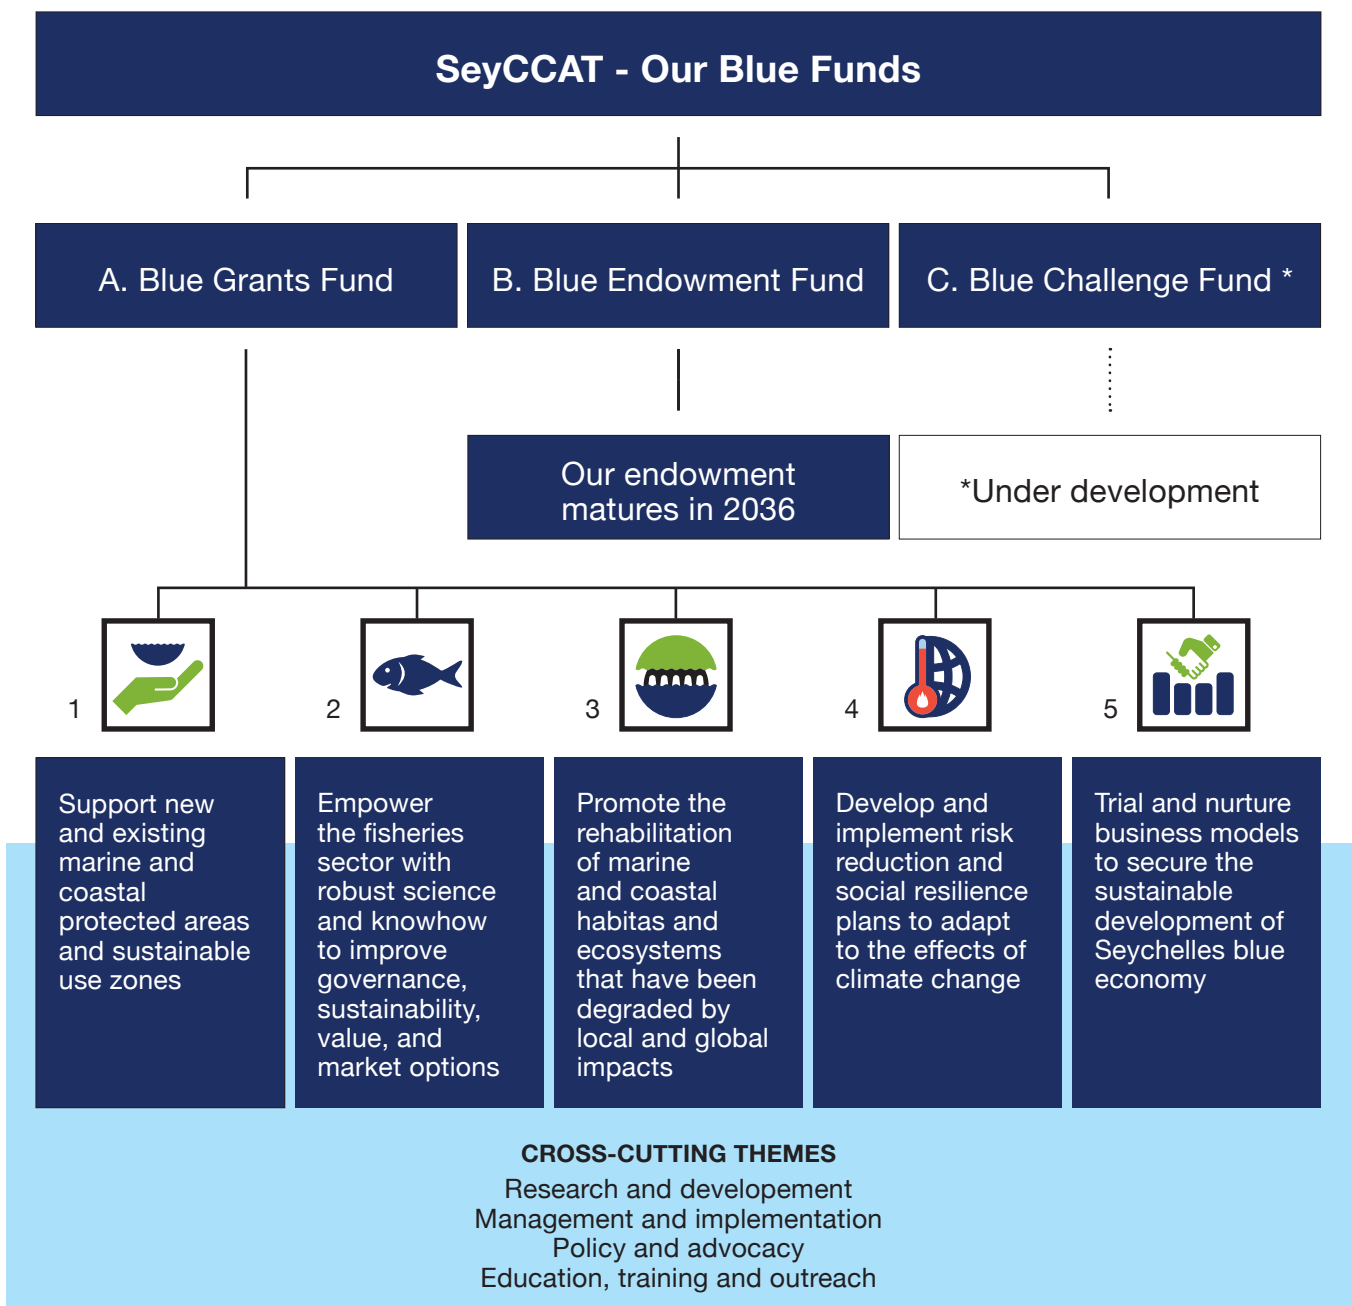 SeyCCAT - Our Blue Funds
A. Blue Grants Fund
B. Blue Endowment Fund
C. Blue Challenge Fund *
Our endowment
matures in 2036
*Under development
1
2
3
4
5
Support new
and existing
marine and
coastal
protected areas
and sustainable
use zones
Empower
the fisheries
sector with
robust science
and knowhow
to improve
governance,
sustainability,
value, and
market options
Promote the
rehabilitation
of marine
and coastal
habitas and
ecosystems
that have been
degraded by
local and global
impacts
Develop and
implement risk
reduction and
social resilience
plans to adapt
to the effects of
climate change
Trial and nurture
business models
to secure the
sustainable
development of
Seychelles blue
economy
CROSS-CUTTING THEMES
Research and developement
Management and implementation
Policy and advocacy
Education, training and outreach